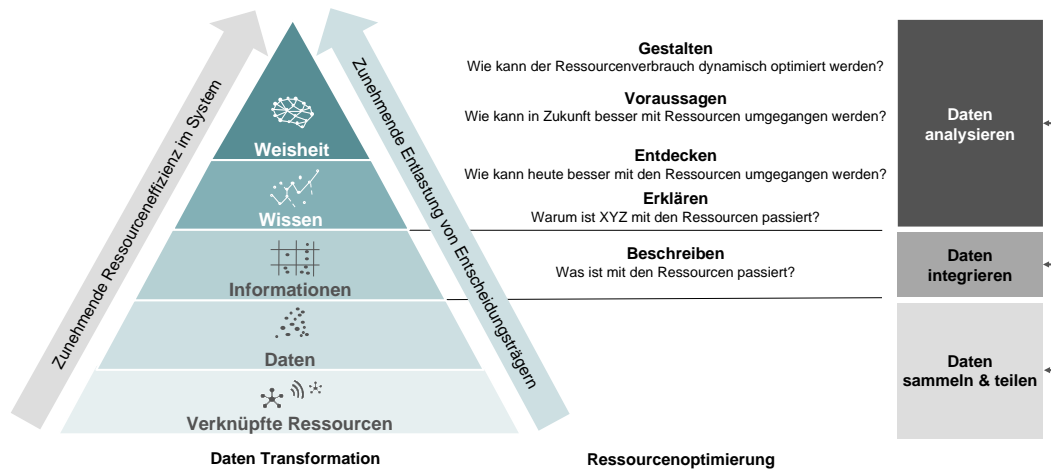 Zunehmende Ressourceneffizienz im System
Zunehmende Entlastung von Entscheidungsträgern
Weisheit
Wissen
Informationen
Daten
Verknüpfte Ressourcen
Daten Transformation
Gestalten
Wie kann der Ressourcenverbrauch dynamisch optimiert werden?
Voraussagen
Wie kann in Zukunft besser mit Ressourcen umgegangen werden?
Entdecken
Wie kann heute besser mit den Ressourcen umgegangen werden?
Erklären
Warum ist XYZ mit den Ressourcen passiert?
Beschreiben
Was ist mit den Ressourcen passiert?
Ressourcenoptimierung
Daten
analysieren
Daten
integrieren
Daten
sammeln & teilen